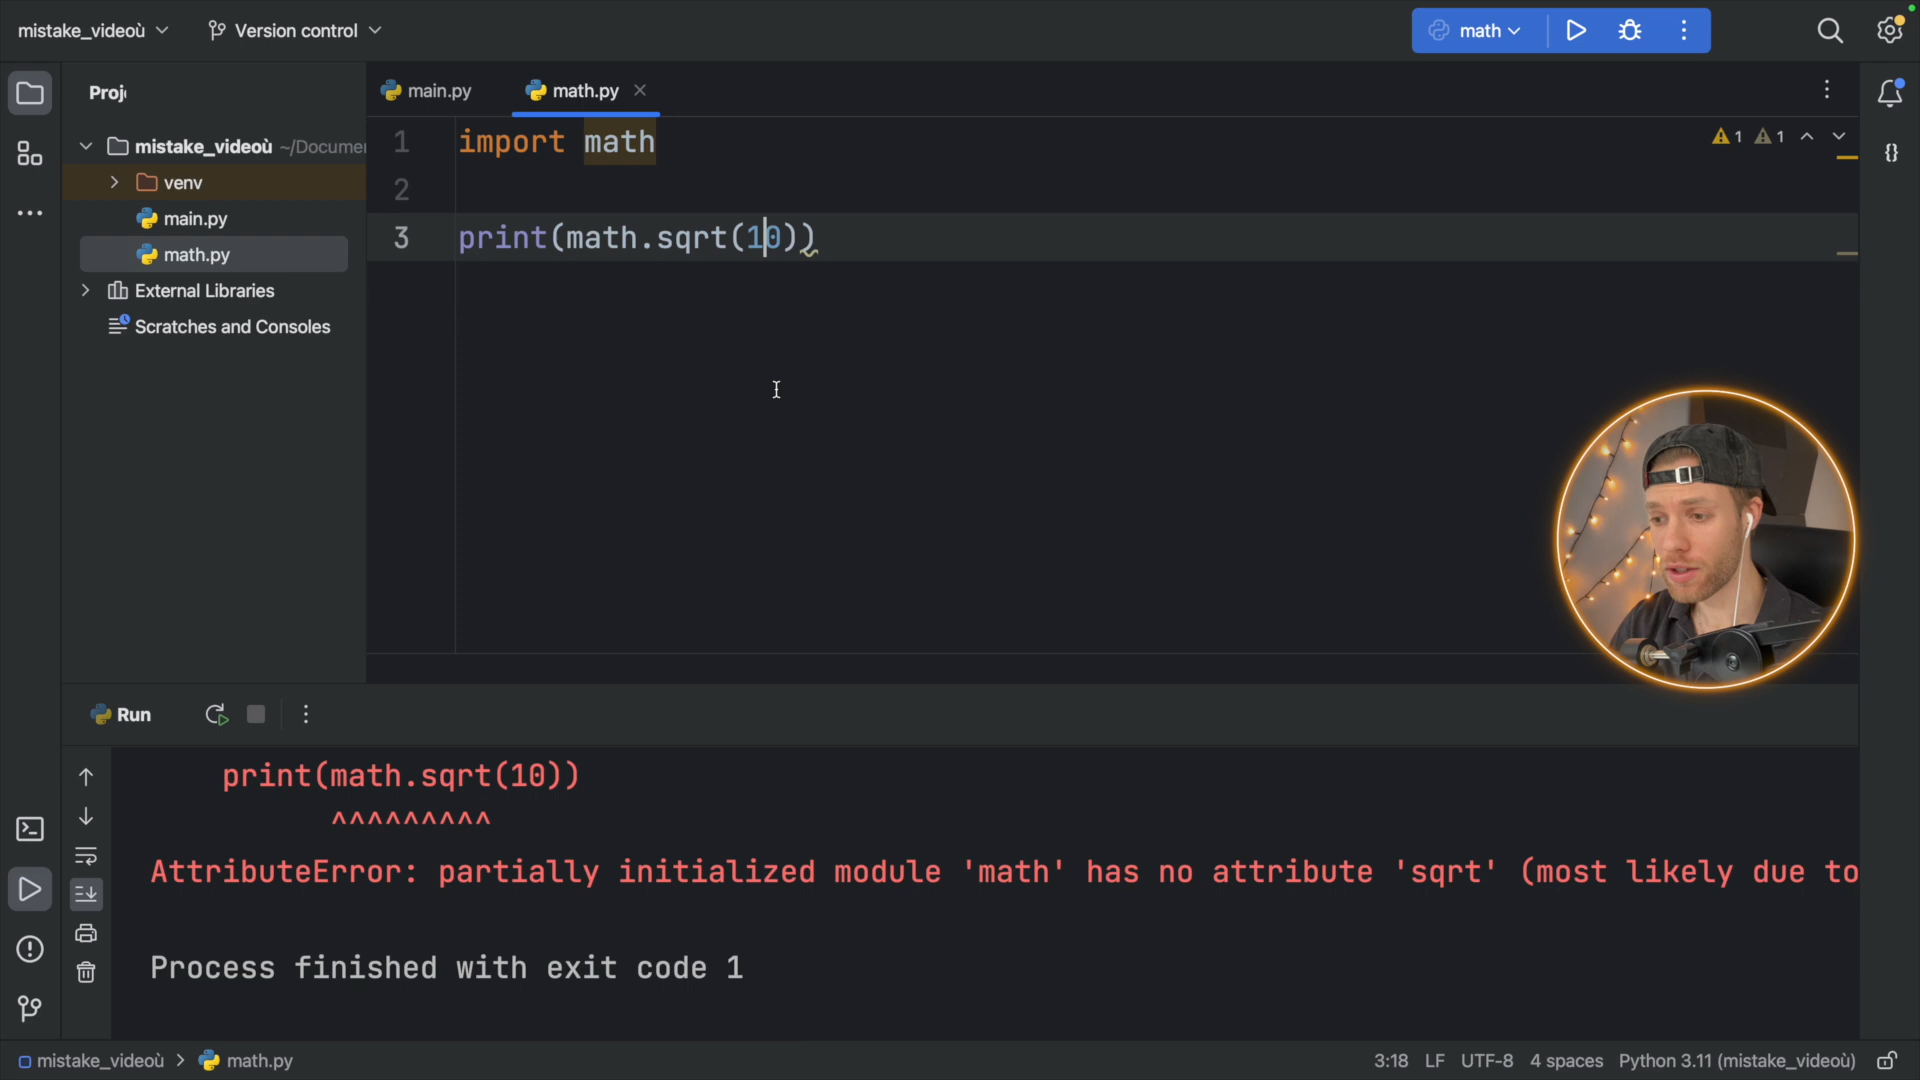 mistake_videoù
Version control
math
Proj
main.py
math.py
mistake_videoù ~/Documen
venv
main.py
math.py
External Libraries
Scratches and Consoles
1 import math
2
3 print(math.sqrt(10))
1 1
{}
Run
print(math.sqrt(10))
^^^^^^^^^
AttributeError: partially initialized module 'math' has no attribute 'sqrt' (most likely due to
Process finished with exit code 1
mistake_videoù > math.py
3:18 LF UTF-8 4 spaces Python 3.11 (mistake_videoù)